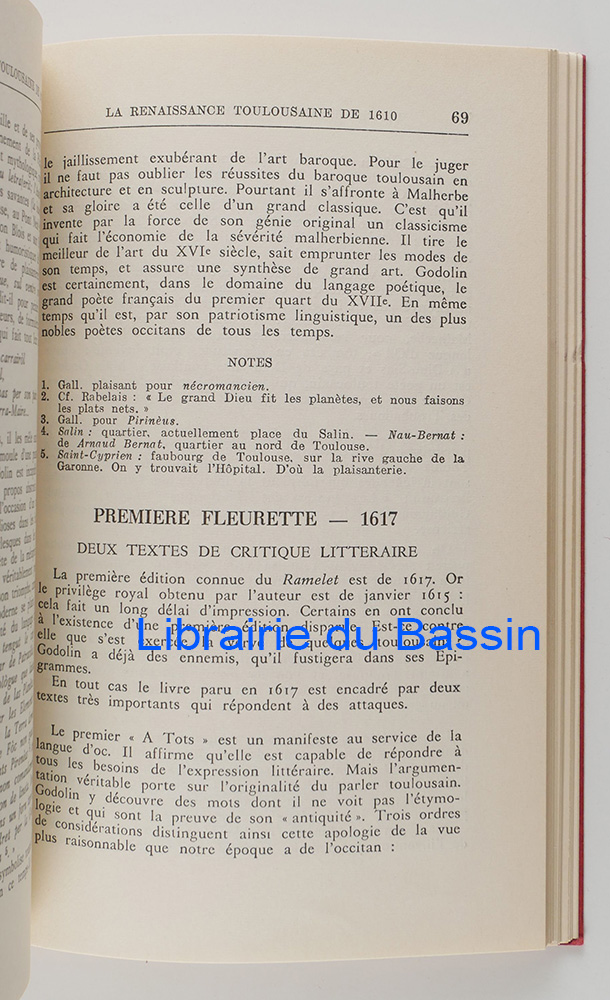 LA RENAISSANCE TOULOUSAINE DE 1610 69
le jaillissement exubérant de l'art baroque. Pour le juger
il ne faut pas oublier les réussites du baroque toulousain en
architecture et en sculpture. Pourtant il s'affronte à Malherbe
et sa gloire a été celle d'un grand classique. C'est qu'il
invente par la force de son génie original un classicisme
qui fait l'économie de la sévérité malherbienne. Il tire le
meilleur de l'art du XVIe siècle, sait emprunter les modes de
son temps, et assure une synthèse de grand art. Godolin
est certainement, dans le domaine du langage poétique, le
grand poète français du premier quart du XVIIe. En même
temps qu'il est, par son patriotisme linguistique, un des plus
nobles poètes occitans de tous les temps.
NOTES
1. Gall. plaisant pour nécromancien.
2. Cf. Rabelais : « Le grand Dieu fit les planètes, et nous faisons
les plats nets. »
3. Gall. pour Pirinèus.
4. Salin : quartier, actuellement place du Salin. — Nau-Bernat :
de Arnaud Bernat, quartier au nord de Toulouse.
5. Saint-Cyprien : faubourg de Toulouse, sur la rive gauche de la
Garonne. On y trouvait l'Hôpital. D'où la plaisanterie.
PREMIERE FLEURETTE — 1617
DEUX TEXTES DE CRITIQUE LITTERAIRE
La première édition connue du Ramelet est de 1617. Or
le privilège royal obtenu par l'auteur est de janvier 1615 :
cela fait un long délai d'impression. Certains en ont conclu
à l'existence d'une première édition disparue. Est-ce contre
elle que s'est exercée la verve de quelques toulousains ?
Godolin a déjà des ennemis, qu'il fustigera dans ses Epi-
grammes.
En tout cas le livre paru en 1617 est encadré par deux
textes très importants qui répondent à des attaques.
Le premier « A Tots » est un manifeste au service de la
langue d'oc. Il affirme qu'elle est capable de répondre à
tous les besoins de l'expression littéraire. Mais l'argumen-
tation véritable porte sur l'originalité du parler toulousain.
Godolin y découvre des mots dont il ne voit pas l'étymo-
logie et qui sont la preuve de son « antiquité ». Trois ordres
de considérations distinguent ainsi cette apologie de la vue
plus raisonnable que notre époque a de l'occitan :
Librairie du Bassin